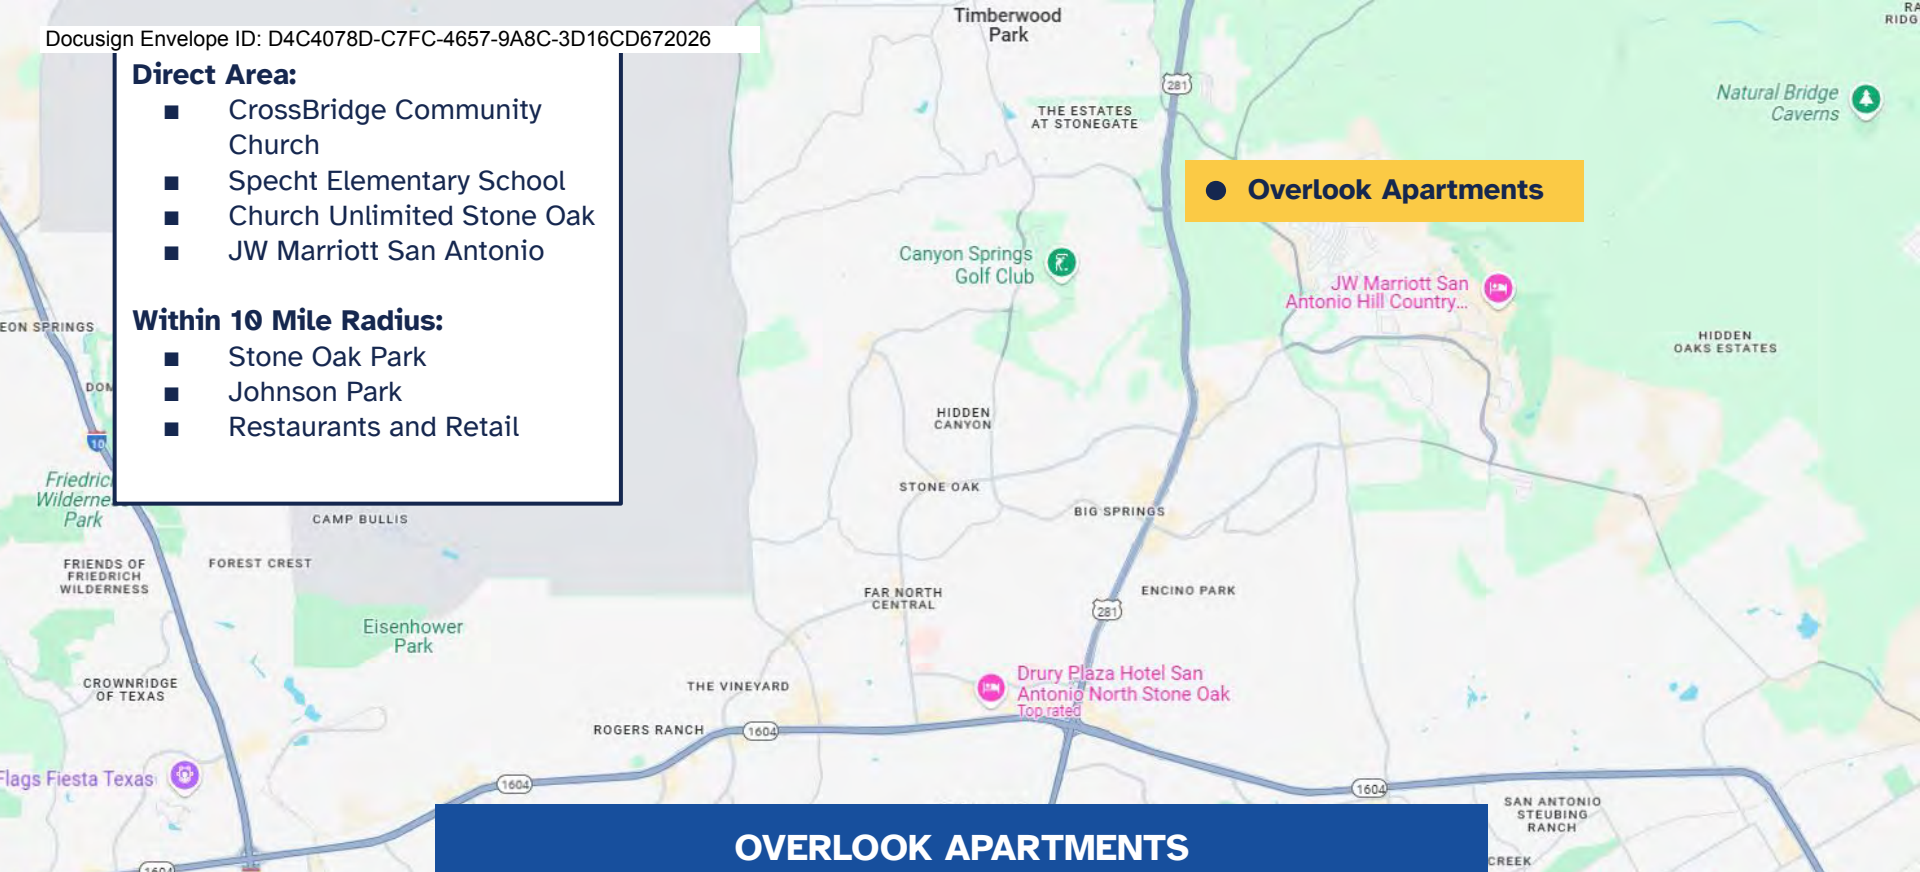 Docusign Envelope ID: D4C4078D-C7FC-4657-9A8C-3D16CD672026
Direct Area:
■ CrossBridge Community
Church
■ Specht Elementary School
■ Church Unlimited Stone Oak
■ JW Marriott San Antonio
Within 10 Mile Radius:
■ Stone Oak Park
■ Johnson Park
■ Restaurants and Retail
Timberwood
Park
281
THE ESTATES
AT STONEGATE
Natural Bridge
Caverns
● Overlook Apartments
Canyon Springs
Golf Club
JW Marriott San
Antonio Hill Country...
HIDDEN
OAKS ESTATES
EON SPRINGS
10
HIDDEN
CANYON
STONE OAK
BIG SPRINGS
Park
CAMP BULLIS
FRIENDS OF
FRIEDRICH
WILDERNESS
FOREST CREST
FAR NORTH
CENTRAL
ENCINO PARK
281
Eisenhower
Park
CROWNRIDGE
OF TEXAS
THE VINEYARD
Drury Plaza Hotel San
Antonio North Stone Oak
Top rated
ROGERS RANCH
1604
Flags Fiesta Texas
1604
1604
SAN ANTONIO
STEUBING
RANCH
CREEK
1604
OVERLOOK APARTMENTS